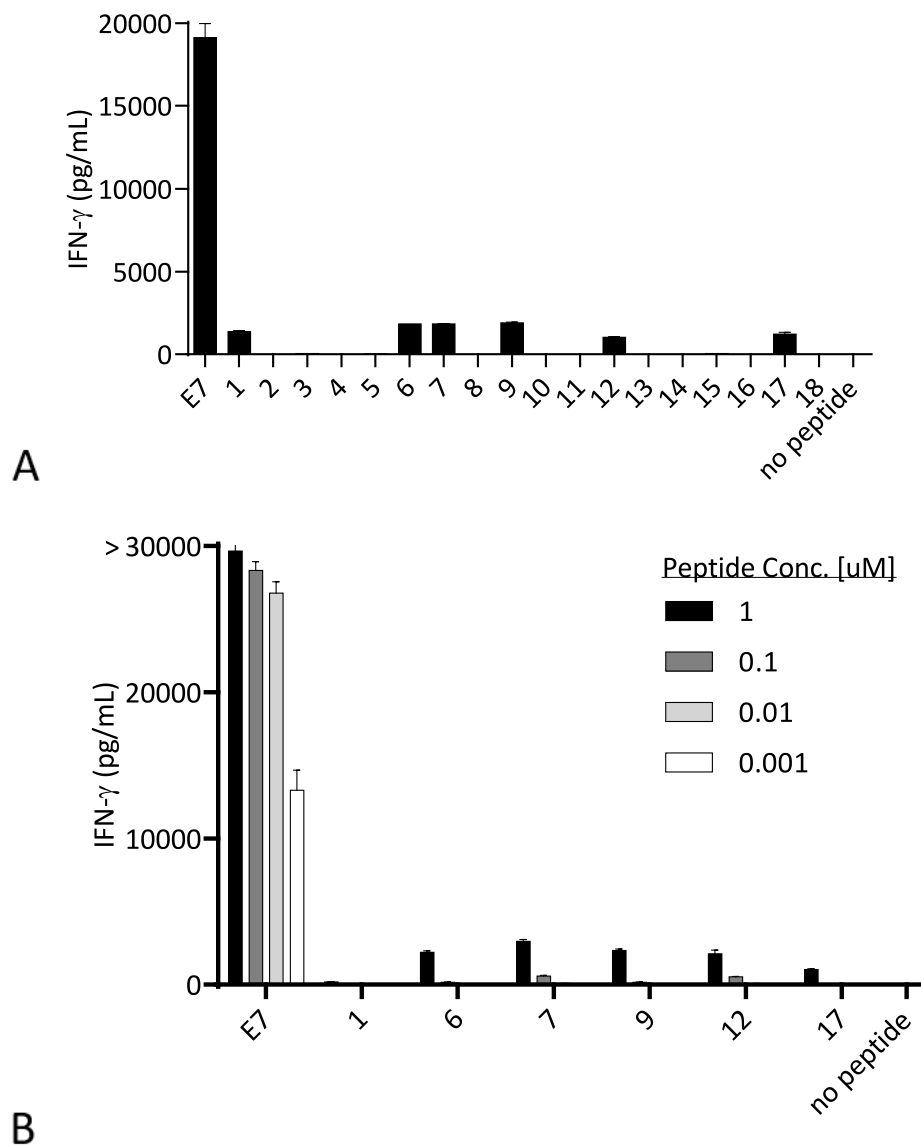 20000
15000
10000
5000
0
IFN-γ (pg/mL)
E7 1 2 3 4 5 6 7 8 9 10 11 12 13 14 15 16 17 18 no peptide
A
> 30000
20000
10000
0
IFN-γ (pg/mL)
Peptide Conc. [uM]
1
0.1
0.01
0.001
E7 1 6 7 9 12 17 no peptide
B